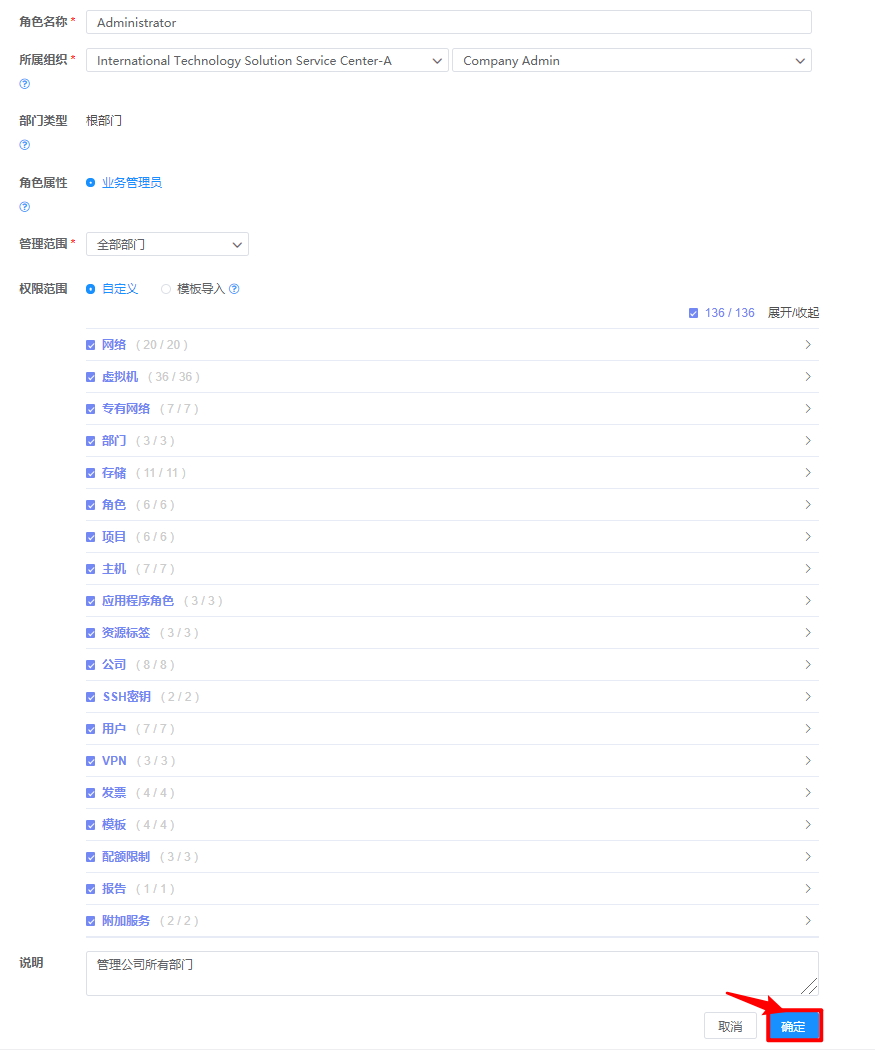 角色名称 * Administrator
所属组织 * International Technology Solution Service Center-A Company Admin
部门类型 根部门
角色属性 业务管理员
管理范围 * 全部部门
权限范围 自定义 模板导入
136 / 136 展开/收起
网络 ( 20 / 20 )
虚拟机 ( 36 / 36 )
专有网络 ( 7 / 7 )
部门 ( 3 / 3 )
存储 ( 11 / 11 )
角色 ( 6 / 6 )
项目 ( 6 / 6 )
主机 ( 7 / 7 )
应用程序角色 ( 3 / 3 )
资源标签 ( 3 / 3 )
公司 ( 8 / 8 )
SSH密钥 ( 2 / 2 )
用户 ( 7 / 7 )
VPN ( 3 / 3 )
发票 ( 4 / 4 )
模板 ( 4 / 4 )
配额限制 ( 3 / 3 )
报告 ( 1 / 1 )
附加服务 ( 2 / 2 )
说明 管理公司所有部门
取消 确定